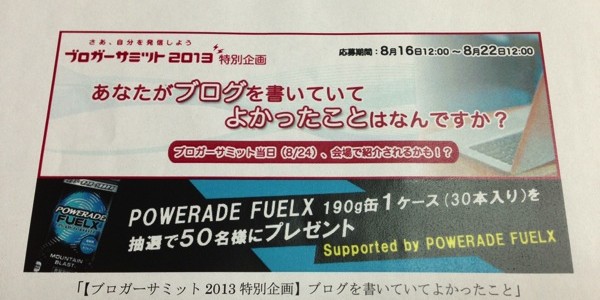 さあ、自分を発信しよう
ブロガーサミット2013 特別企画
応募期間：8月16日12:00 ～ 8月22日12:00
あなたがブログを書いていて
よかったことはなんですか？
ブロガーサミット当日（8/24）、会場で紹介されるかも！？
POWERADE FUELX 190g缶1ケース（30本入り）を
抽選で50名様にプレゼント
Supported by POWERADE FUELX
POWERADE
FUELX
MOUNTAIN
BLAST
「【ブロガーサミット 2013 特別企画】ブログを書いていてよかったこと」